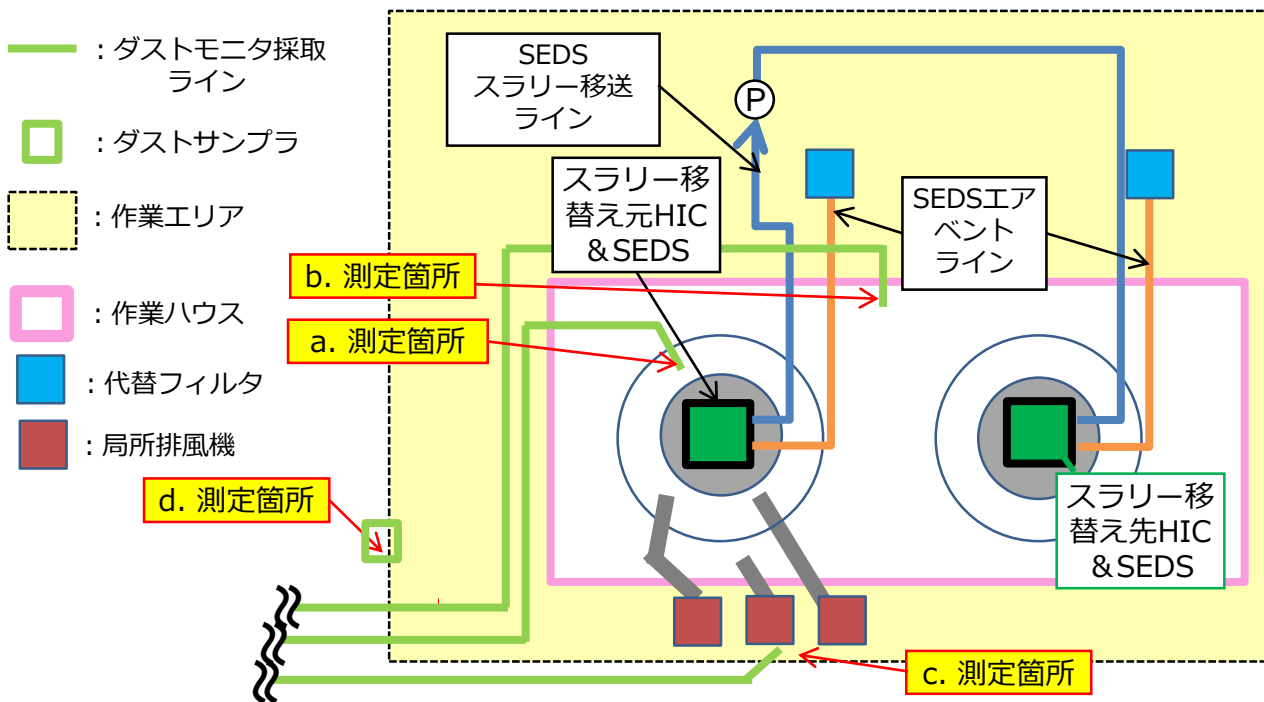 ：ダストモニタ採取
ライン
：ダストサンプラ
：作業エリア
：作業ハウス
：代替フィルタ
：局所排風機
SEDS
スラリー移送
ライン
P
スラリー移
替え元HIC
＆SEDS
SEDSエア
ベント
ライン
b. 測定箇所
a. 測定箇所
d. 測定箇所
スラリー移
替え先HIC
＆SEDS
c. 測定箇所